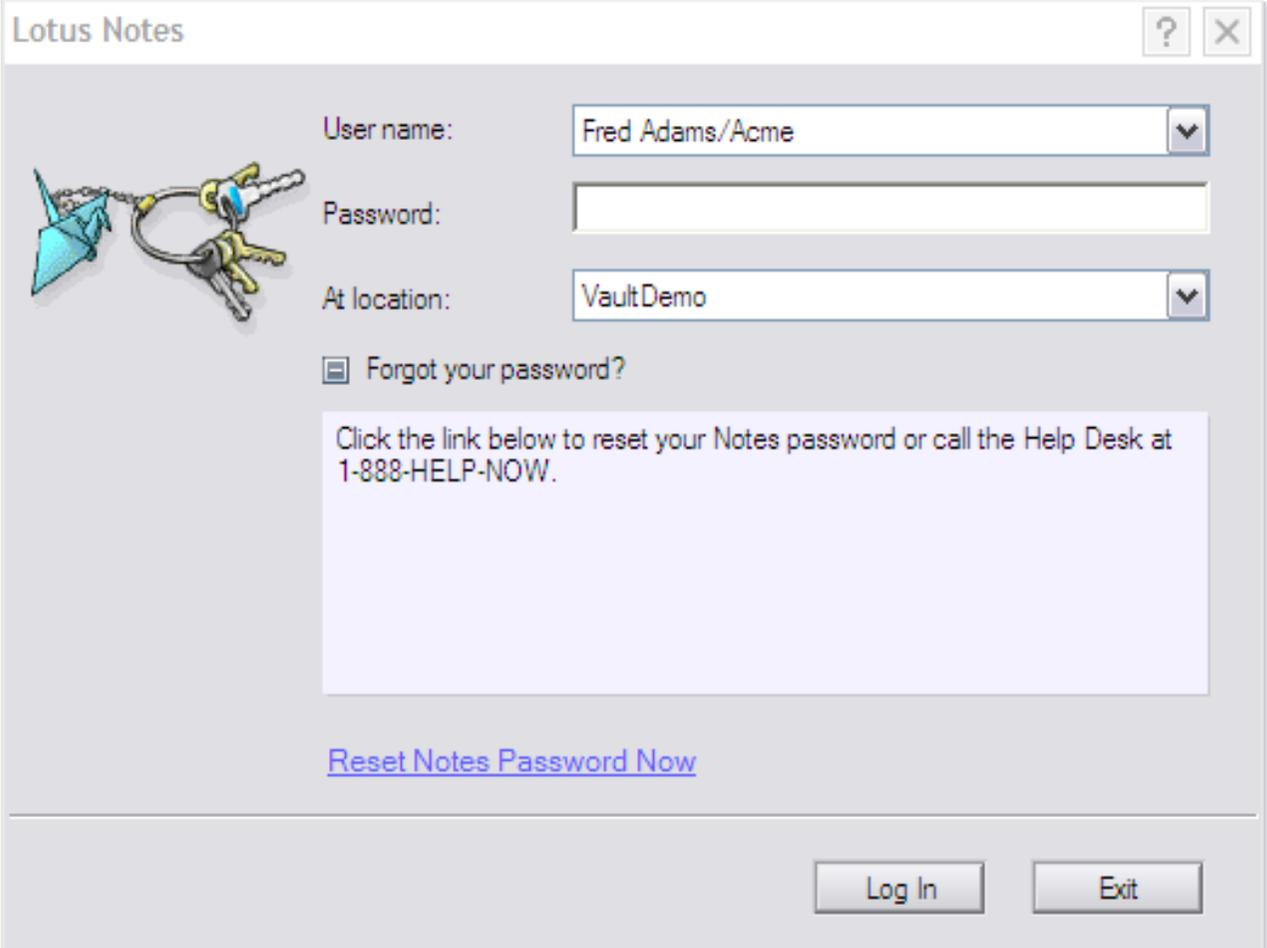 Lotus Notes
?
User name: Fred Adams/Acme
Password:
At location: VaultDemo
Forgot your password?
Click the link below to reset your Notes password or call the Help Desk at
1-888-HELP-NOW.
Reset Notes Password Now
Log In Exit